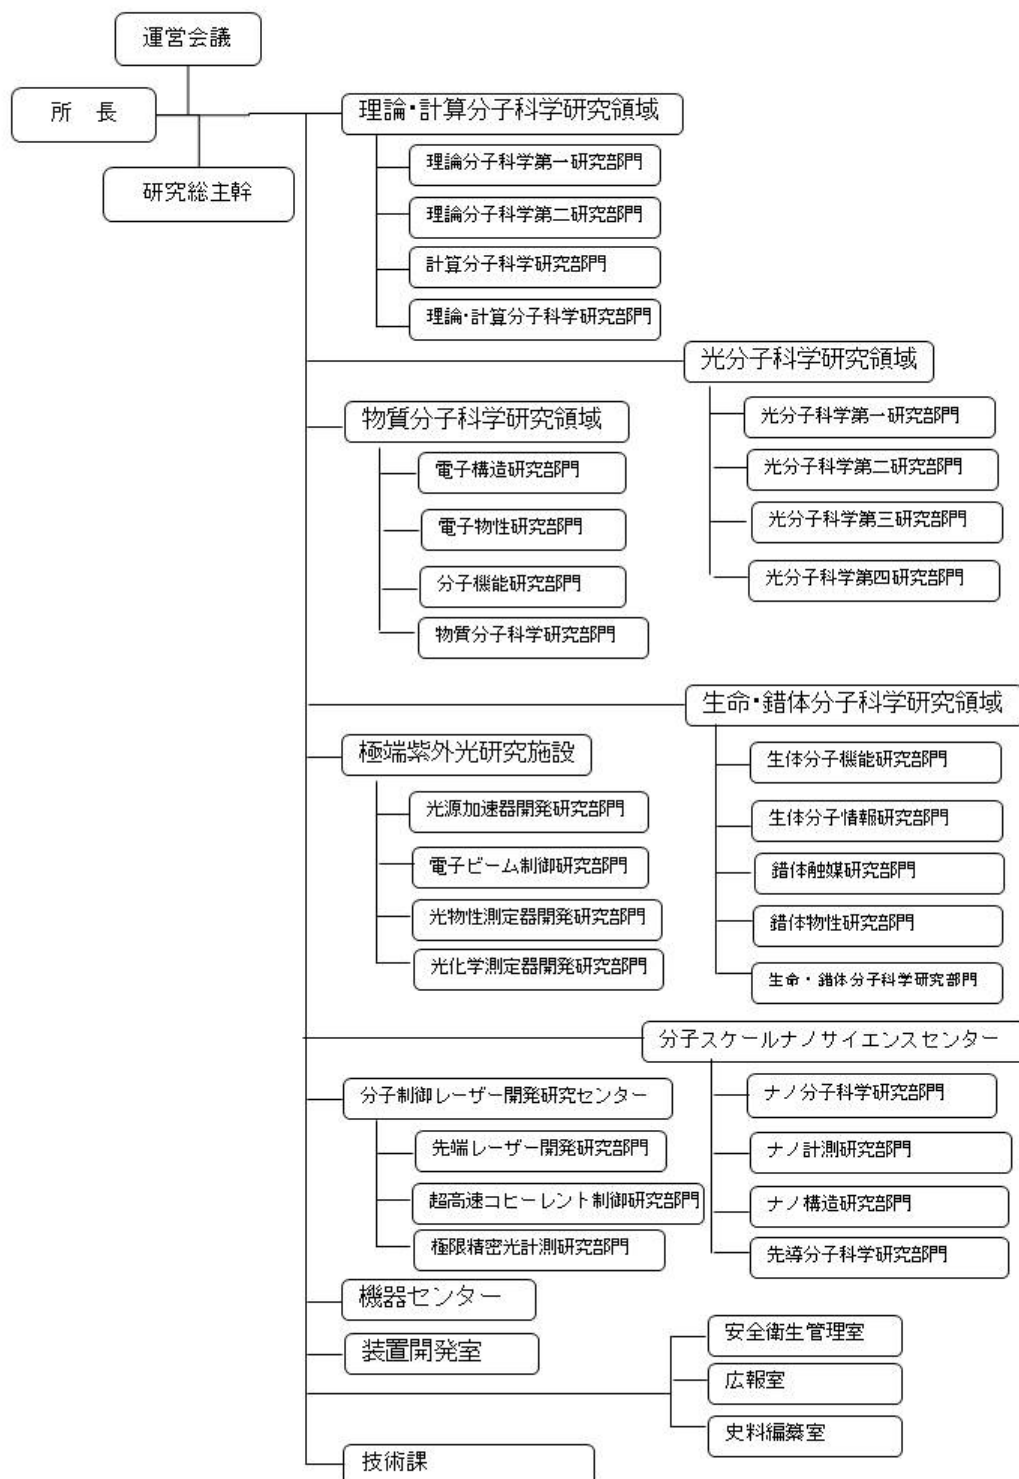 運営会議
所　長
研究総主幹
理論・計算分子科学研究領域
理論分子科学第一研究部門
理論分子科学第二研究部門
計算分子科学研究部門
理論・計算分子科学研究部門
光分子科学研究領域
光分子科学第一研究部門
光分子科学第二研究部門
光分子科学第三研究部門
光分子科学第四研究部門
物質分子科学研究領域
電子構造研究部門
電子物性研究部門
分子機能研究部門
物質分子科学研究部門
生命・錯体分子科学研究領域
生体分子機能研究部門
生体分子情報研究部門
錯体触媒研究部門
錯体物性研究部門
生命・錯体分子科学研究部門
極端紫外光研究施設
光源加速器開発研究部門
電子ビーム制御研究部門
光物性測定器開発研究部門
光化学測定器開発研究部門
分子スケールナノサイエンスセンター
ナノ分子科学研究部門
ナノ計測研究部門
ナノ構造研究部門
先導分子科学研究部門
分子制御レーザー開発研究センター
先端レーザー開発研究部門
超高速コヒーレント制御研究部門
極限精密光計測研究部門
機器センター
装置開発室
安全衛生管理室
広報室
史料編纂室
技術課